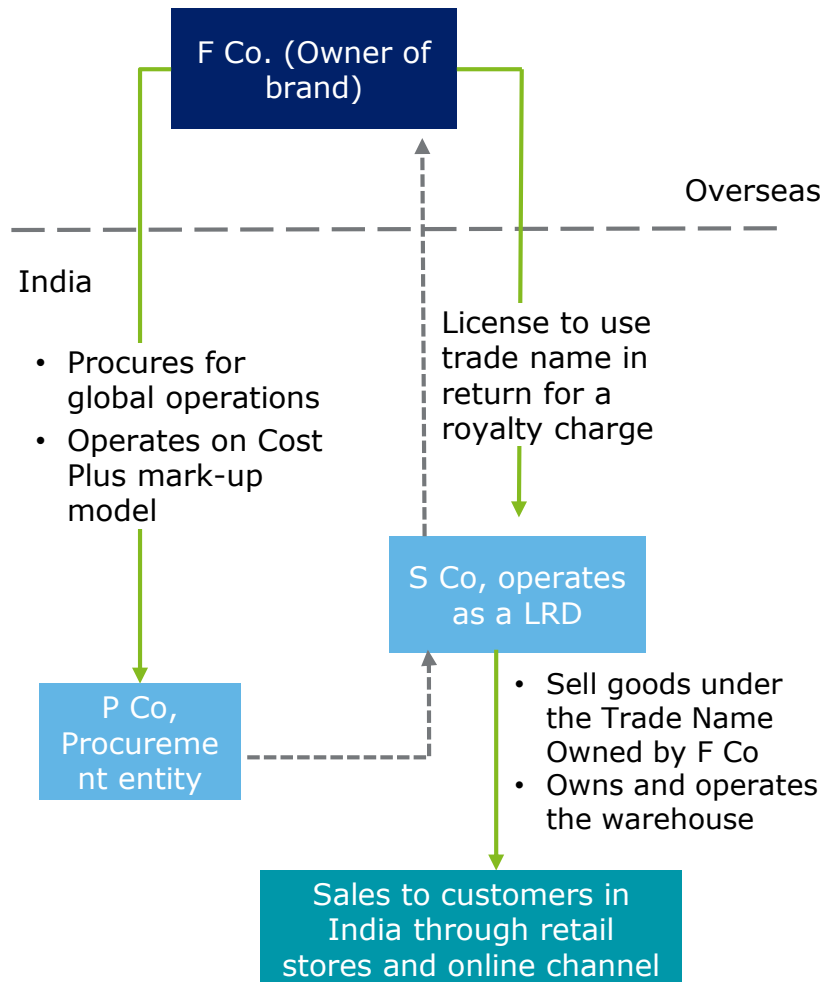 F Co. (Owner of
brand)
Overseas
India
• Procures for
global operations
• Operates on Cost
Plus mark-up
model
License to use
trade name in
return for a
royalty charge
S Co, operates
as a LRD
P Co,
Procureme
nt entity
• Sell goods under
the Trade Name
Owned by F Co
• Owns and operates
the warehouse
Sales to customers in
India through retail
stores and online channel